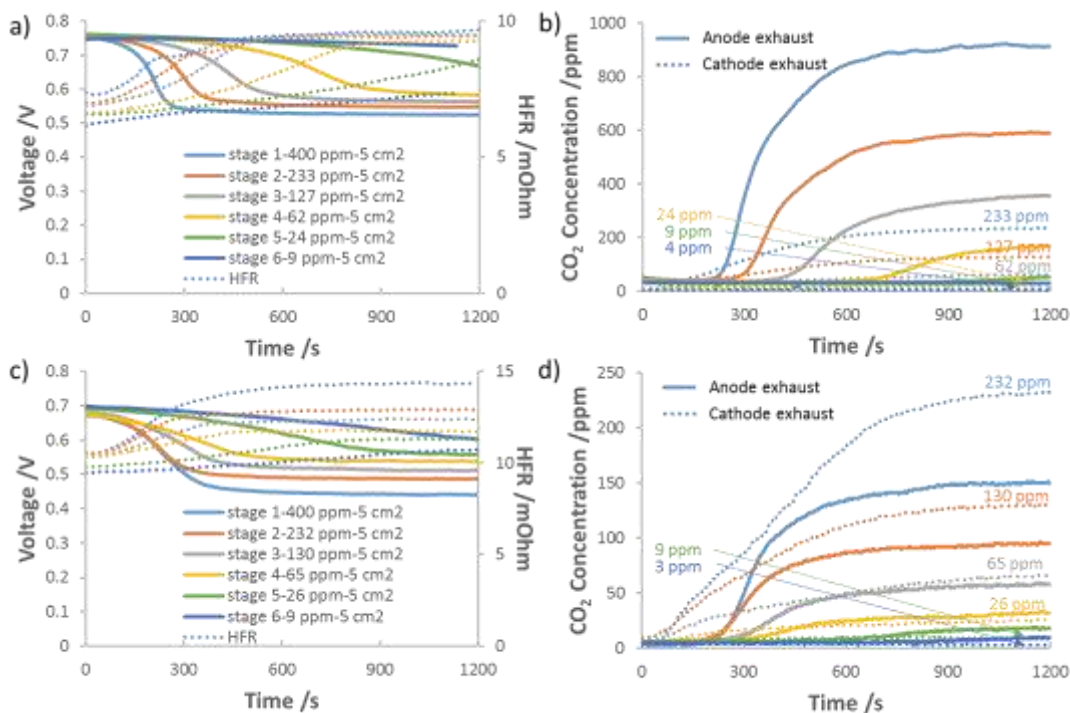 a)
0.8
0.7
0.6
0.5
0.4
0.3
0.2
0.1
0
Voltage /V
10
5
0
HFR / mOhm
stage 1-400 ppm-5 cm2
stage 2-233 ppm-5 cm2
stage 3-127 ppm-5 cm2
stage 4-62 ppm-5 cm2
stage 5-24 ppm-5 cm2
stage 6-9 ppm-5 cm2
HFR
0 300 600 900 1200
Time /s
b)
1000
800
600
400
200
0
CO2 Concentration /ppm
Anode exhaust
Cathode exhaust
24 ppm
9 ppm
4 ppm
233 ppm
127 ppm
62 ppm
0 300 600 900 1200
Time /s
c)
0.8
0.7
0.6
0.5
0.4
0.3
0.2
0.1
0
Voltage /V
15
10
5
0
HFR / mOhm
stage 1-400 ppm-5 cm2
stage 2-232 ppm-5 cm2
stage 3-130 ppm-5 cm2
stage 4-65 ppm-5 cm2
stage 5-26 ppm-5 cm2
stage 6-9 ppm-5 cm2
HFR
0 300 600 900 1200
Time /s
d)
250
200
150
100
50
0
CO2 Concentration /ppm
Anode exhaust
Cathode exhaust
232 ppm
130 ppm
9 ppm
3 ppm
65 ppm
26 ppm
0 300 600 900 1200
Time /s